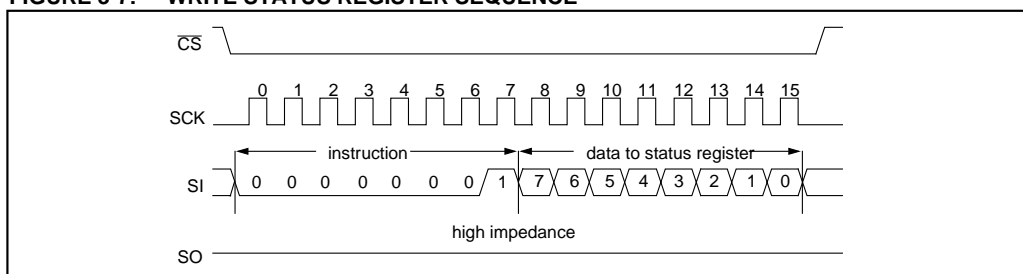 FIGURE 3-7: WRITE STATUS REGISTER SEQUENCE
CS
0 1 2 3 4 5 6 7 8 9 10 11 12 13 14 15
SCK
instruction data to status register
SI 0 0 0 0 0 0 0 1 7 6 5 4 3 2 1 0
high impedance
SO